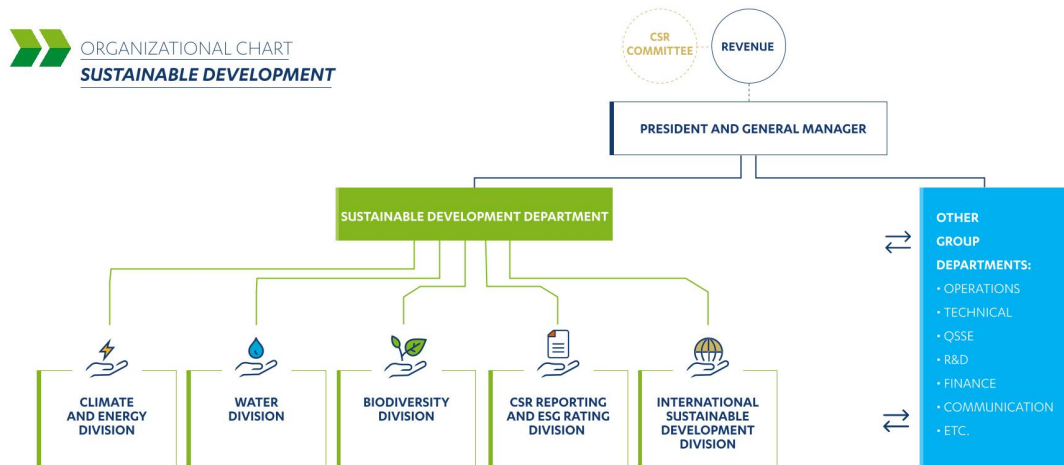 ORGANIZATIONAL CHART
SUSTAINABLE DEVELOPMENT
CSR
COMMITTEE
REVENUE
PRESIDENT AND GENERAL MANAGER
SUSTAINABLE DEVELOPMENT DEPARTMENT
OTHER
GROUP
DEPARTMENTS:
• OPERATIONS
• TECHNICAL
• QSSE
• R&D
• FINANCE
• COMMUNICATION
• ETC.
CLIMATE
AND ENERGY
DIVISION
WATER
DIVISION
BIODIVERSITY
DIVISION
CSR REPORTING
AND ESG RATING
DIVISION
INTERNATIONAL
SUSTAINABLE
DEVELOPMENT
DIVISION